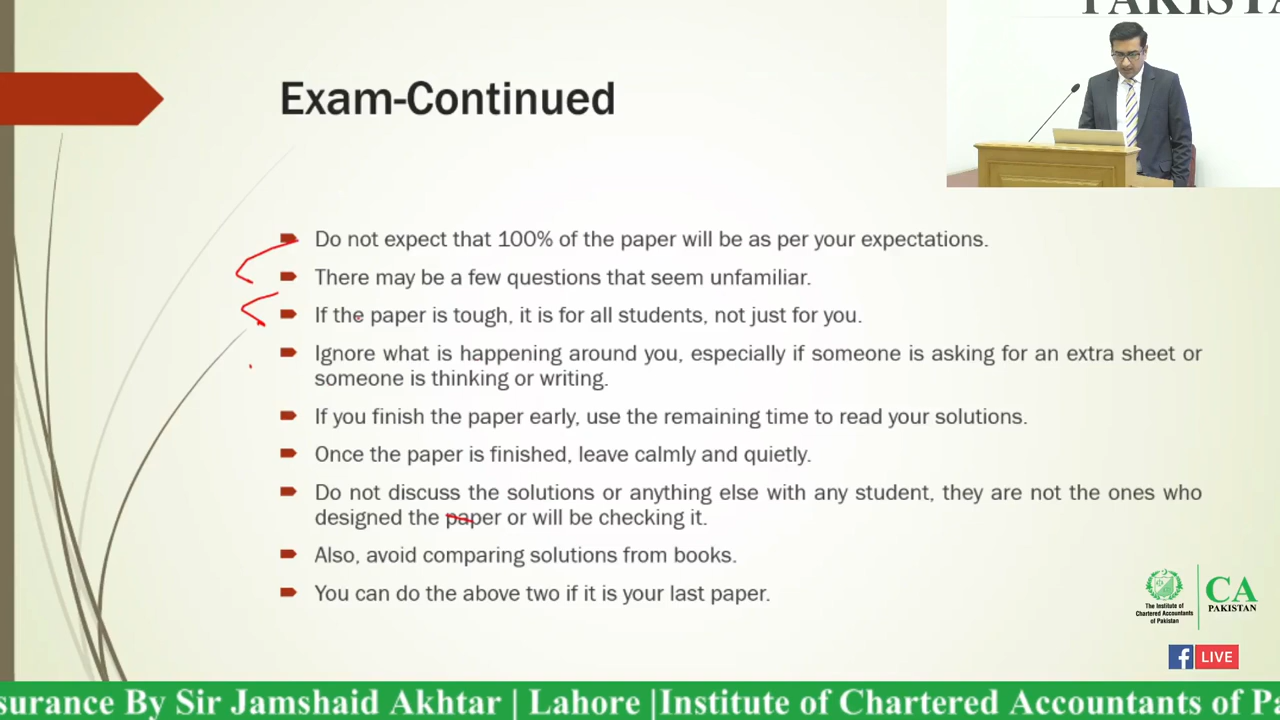 PAKISTA
Exam-Continued
Do not expect that 100% of the paper will be as per your expectations.
There may be a few questions that seem unfamiliar.
If the paper is tough, it is for all students, not just for you.
Ignore what is happening around you, especially if someone is asking for an extra sheet or
someone is thinking or writing.
If you finish the paper early, use the remaining time to read your solutions.
Once the paper is finished, leave calmly and quietly.
Do not discuss the solutions or anything else with any student, they are not the ones who
designed the paper or will be checking it.
Also, avoid comparing solutions from books.
You can do the above two if it is your last paper.
The Institute of
Chartered Accountants
of Pakistan
CA
PAKISTAN
f LIVE
surance By Sir Jamshaid Akhtar | Lahore |Institute of Chartered Accountants of Pa